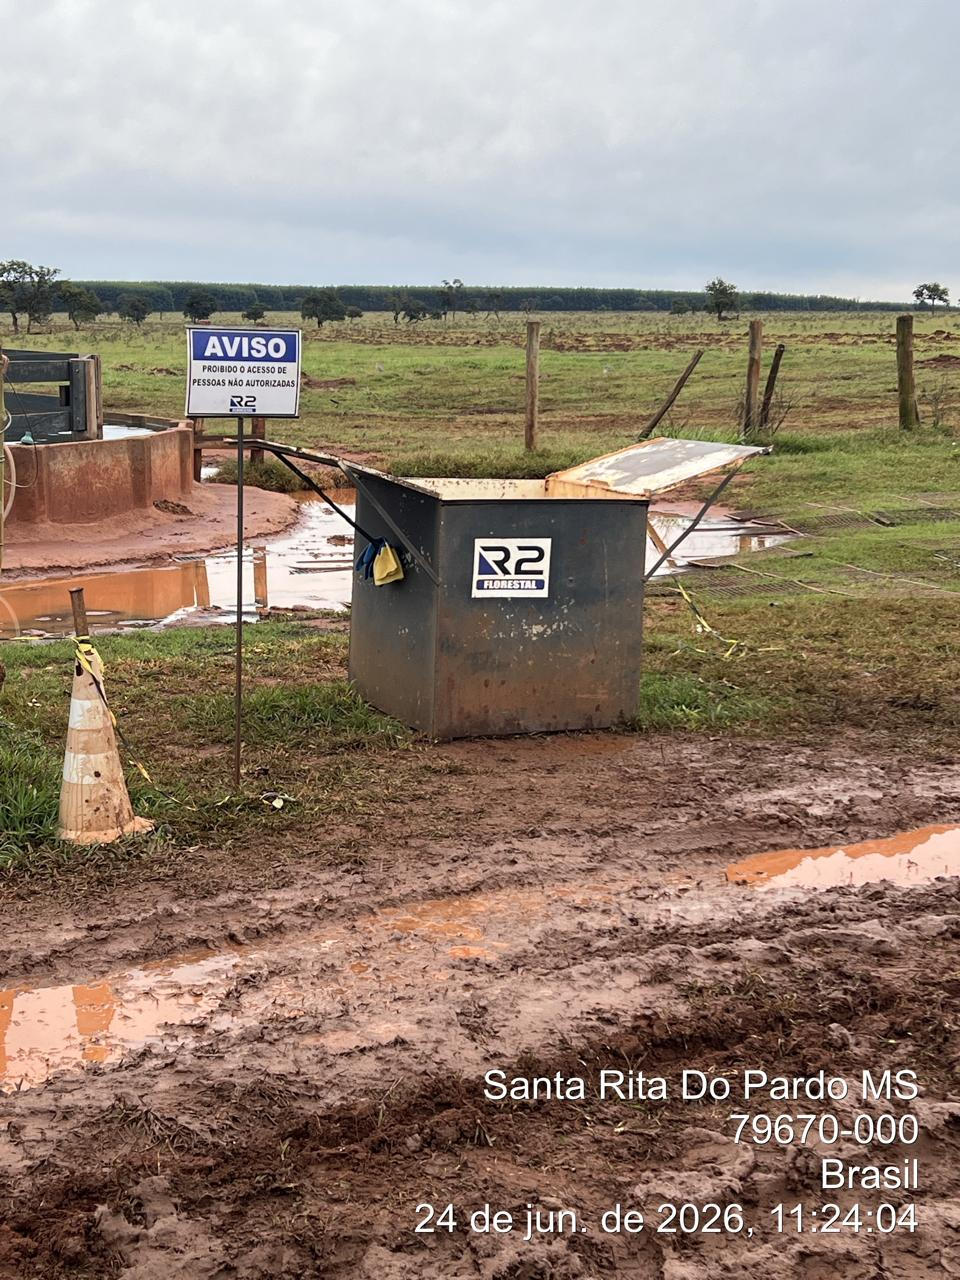 AVISO
PROIBIDO O ACESSO DE
PESSOAS NÃO AUTORIZADAS
R2
FLORESTAL
R2
FLORESTAL
Santa Rita Do Pardo MS
79670-000
Brasil
24 de jun. de 2026, 11:24:04